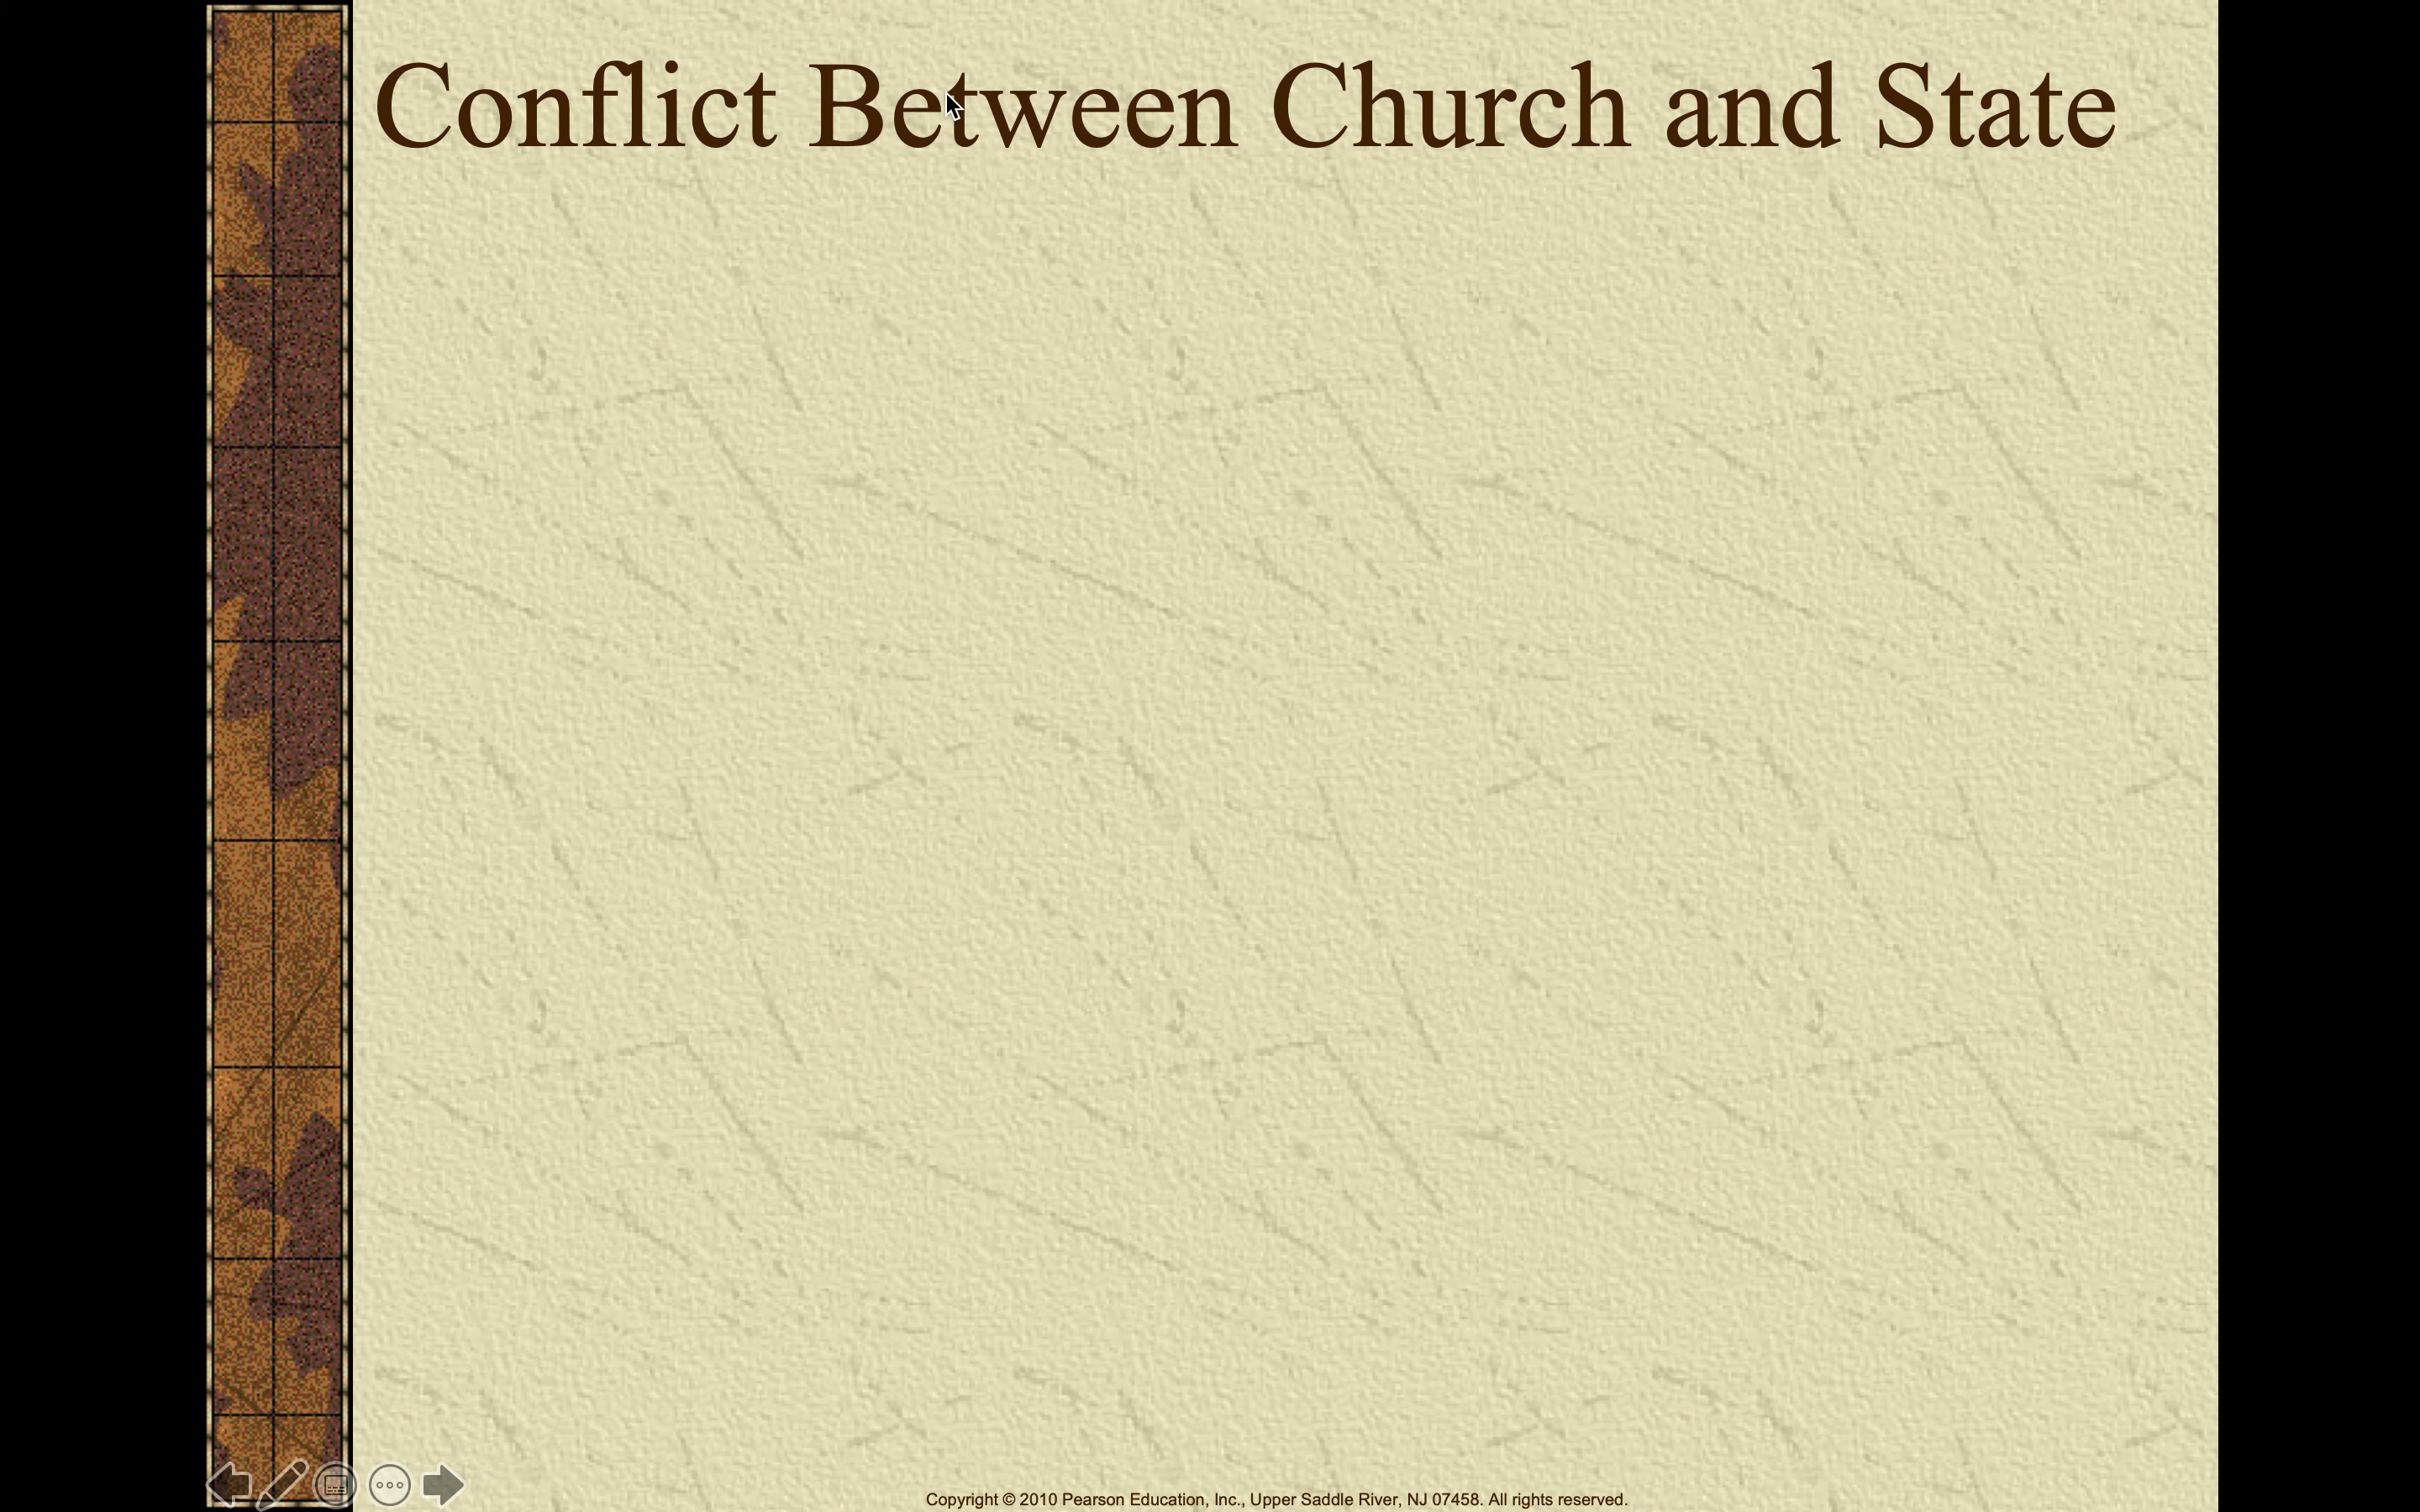 Conflict Between Church and State
Copyright © 2010 Pearson Education, Inc., Upper Saddle River, NJ 07458. All rights reserved.